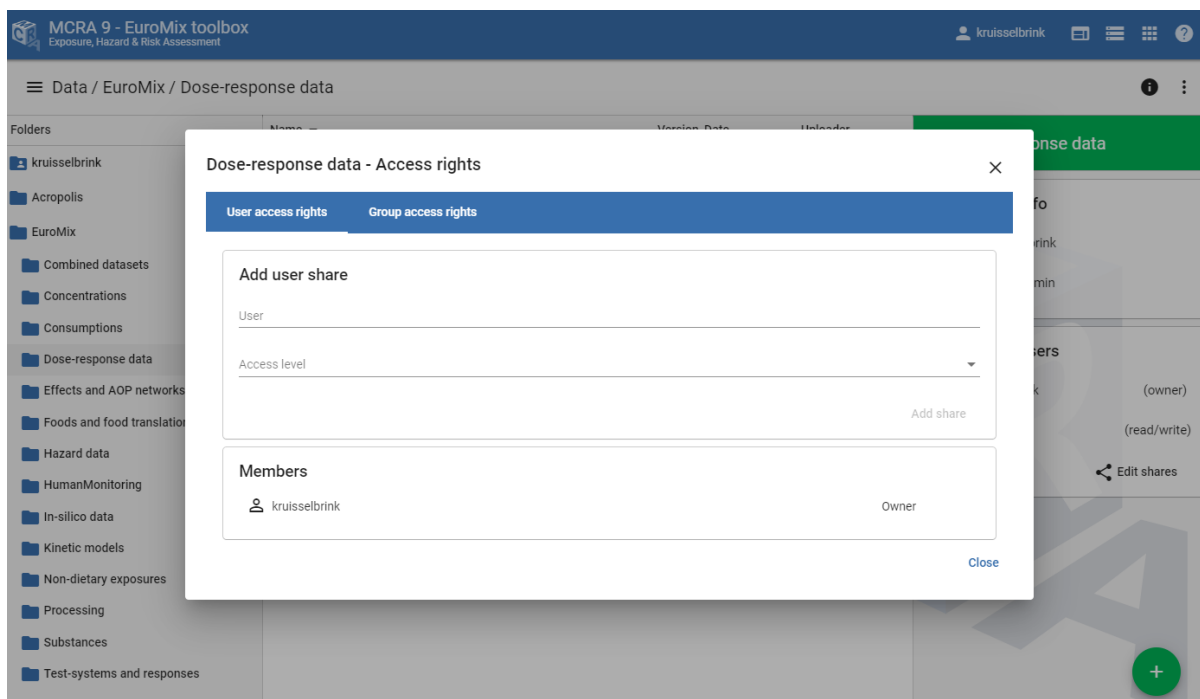 MCRA 9 - EuroMix toolbox
Exposure, Hazard & Risk Assessment
kruisselbrink
Data / EuroMix / Dose-response data
Folders
Name
Version Date
Uploader
onse data
kruisselbrink
Acropolis
EuroMix
Combined datasets
Concentrations
Consumptions
Dose-response data
Effects and AOP networks
Foods and food translation
Hazard data
HumanMonitoring
In-silico data
Kinetic models
Non-dietary exposures
Processing
Substances
Test-systems and responses
Dose-response data - Access rights
User access rights
Group access rights
Add user share
User
Access level
Add share
Members
kruisselbrink
Owner
Close
fo
rink
min
sers
k
(owner)
(read/write)
Edit shares